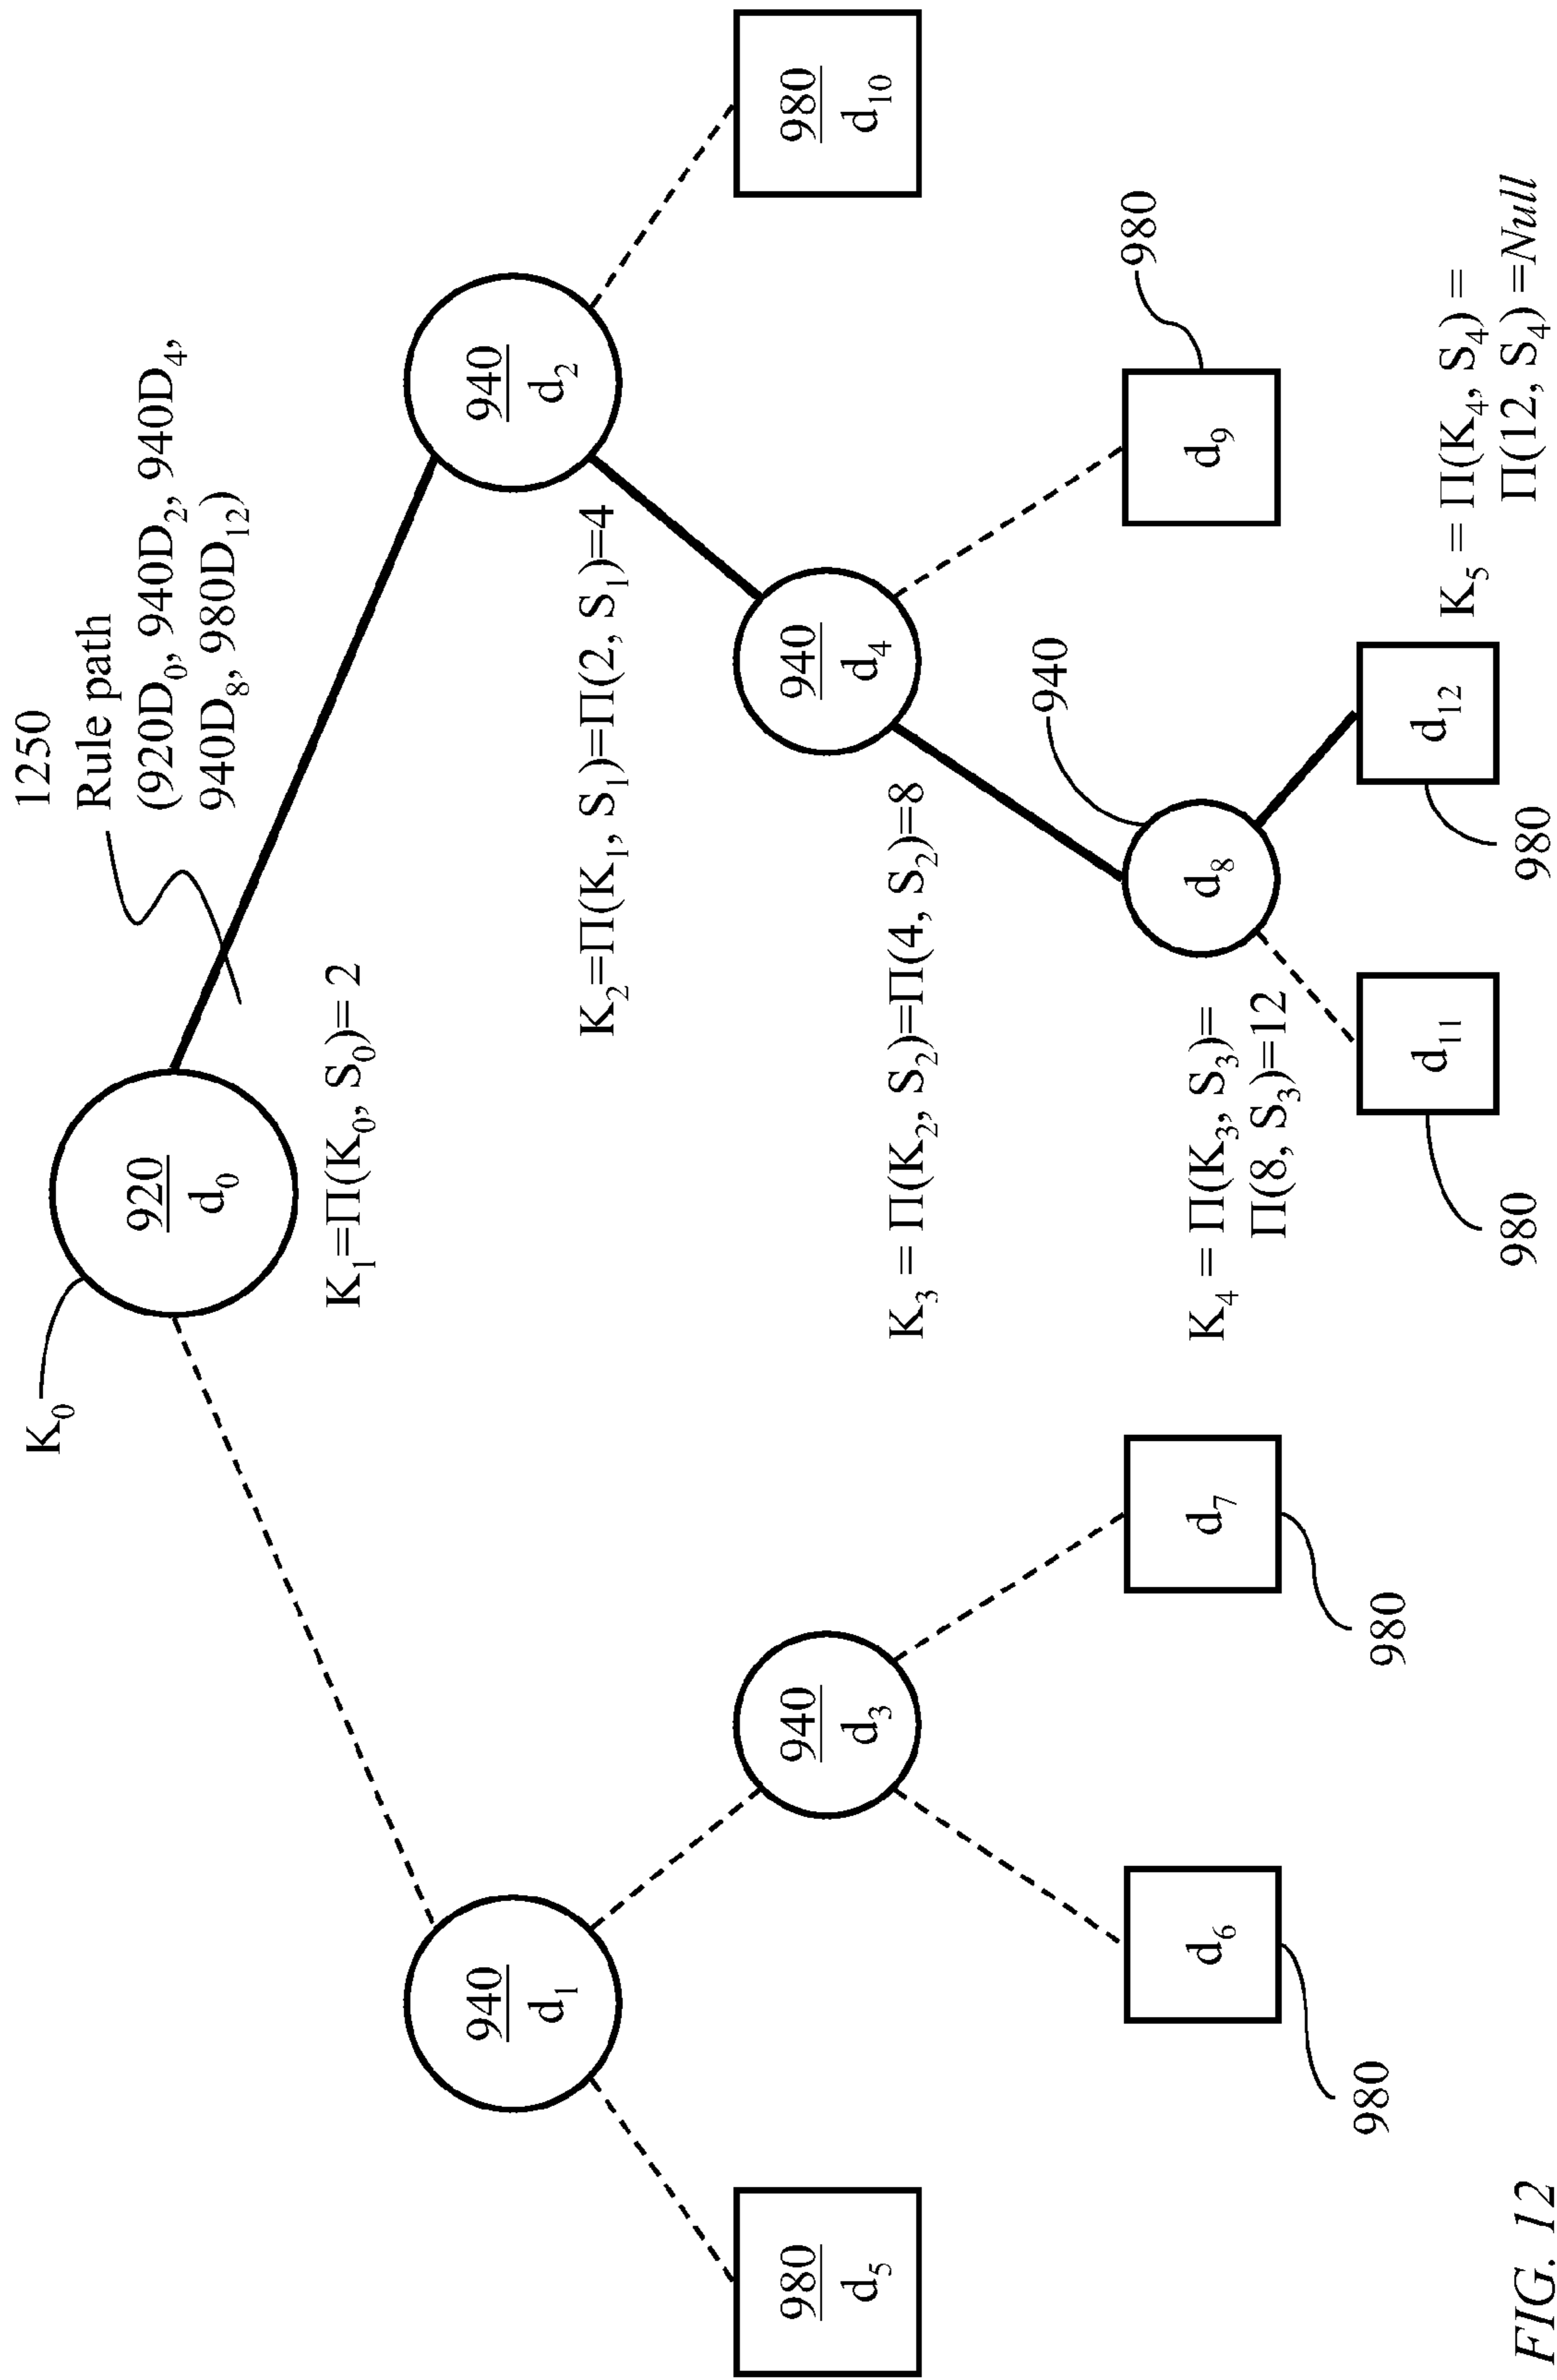 1250
Rule path
(920D₀, 940D₂, 940D₄,
940D₈, 980D₁₂)
K₀
920
d₀
K₁=Π(K₀, S₀)= 2
940
d₁
940
d₂
K₂=Π(K₁, S₁)=Π(2, S₁)=4
980
d₅
940
d₃
940
d₄
980
d₁₀
K₃ = Π(K₂, S₂)=Π(4, S₂)=8
940
980
d₆
d₇
d₈
d₉
K₄ = Π(K₃, S₃)=
Π(8, S₃)=12
980
980
d₁₁
d₁₂
980
980
K₅ = Π(K₄, S₄) =
Π(12, S₄) =Null
FIG. 12